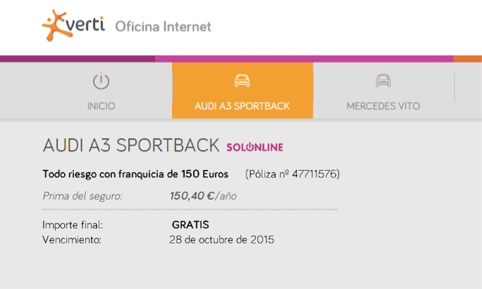 verti Oficina Internet
INICIO
AUDI A3 SPORTBACK
MERCEDES VITO
AUDI A3 SPORTBACK SOLONLINE
Todo riesgo con franquicia de 150 Euros (Póliza nº 47711576)
Prima del seguro: 150,40 €/año
Importe final: GRATIS
Vencimiento: 28 de octubre de 2015